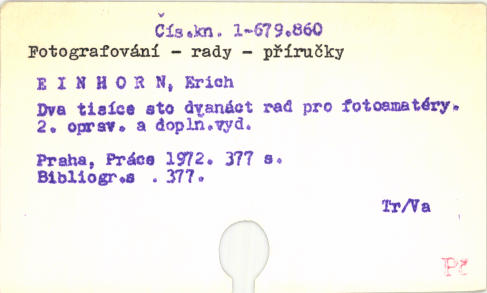 Čís.kn. 1-679.860
Fotografování - rady - příručky
E I N H O R N, Erich
Dva tisíce sto dvanáct rad pro fotoamatéry.
2. oprav. a dopln.vyd.
Praha, Práce 1972. 377 s.
Bibliogr.s . 377.
Tr/Va